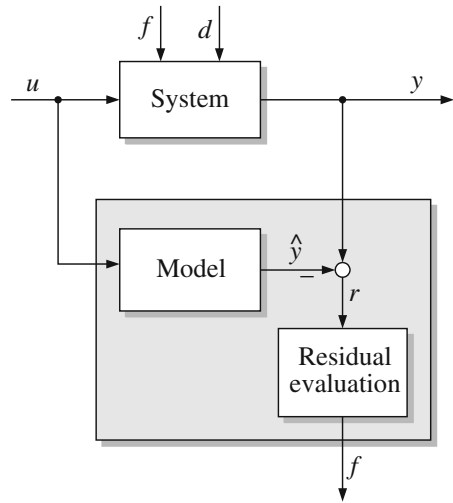 f
d
u
System
y
Model
ŷ
–
r
Residual
evaluation
f